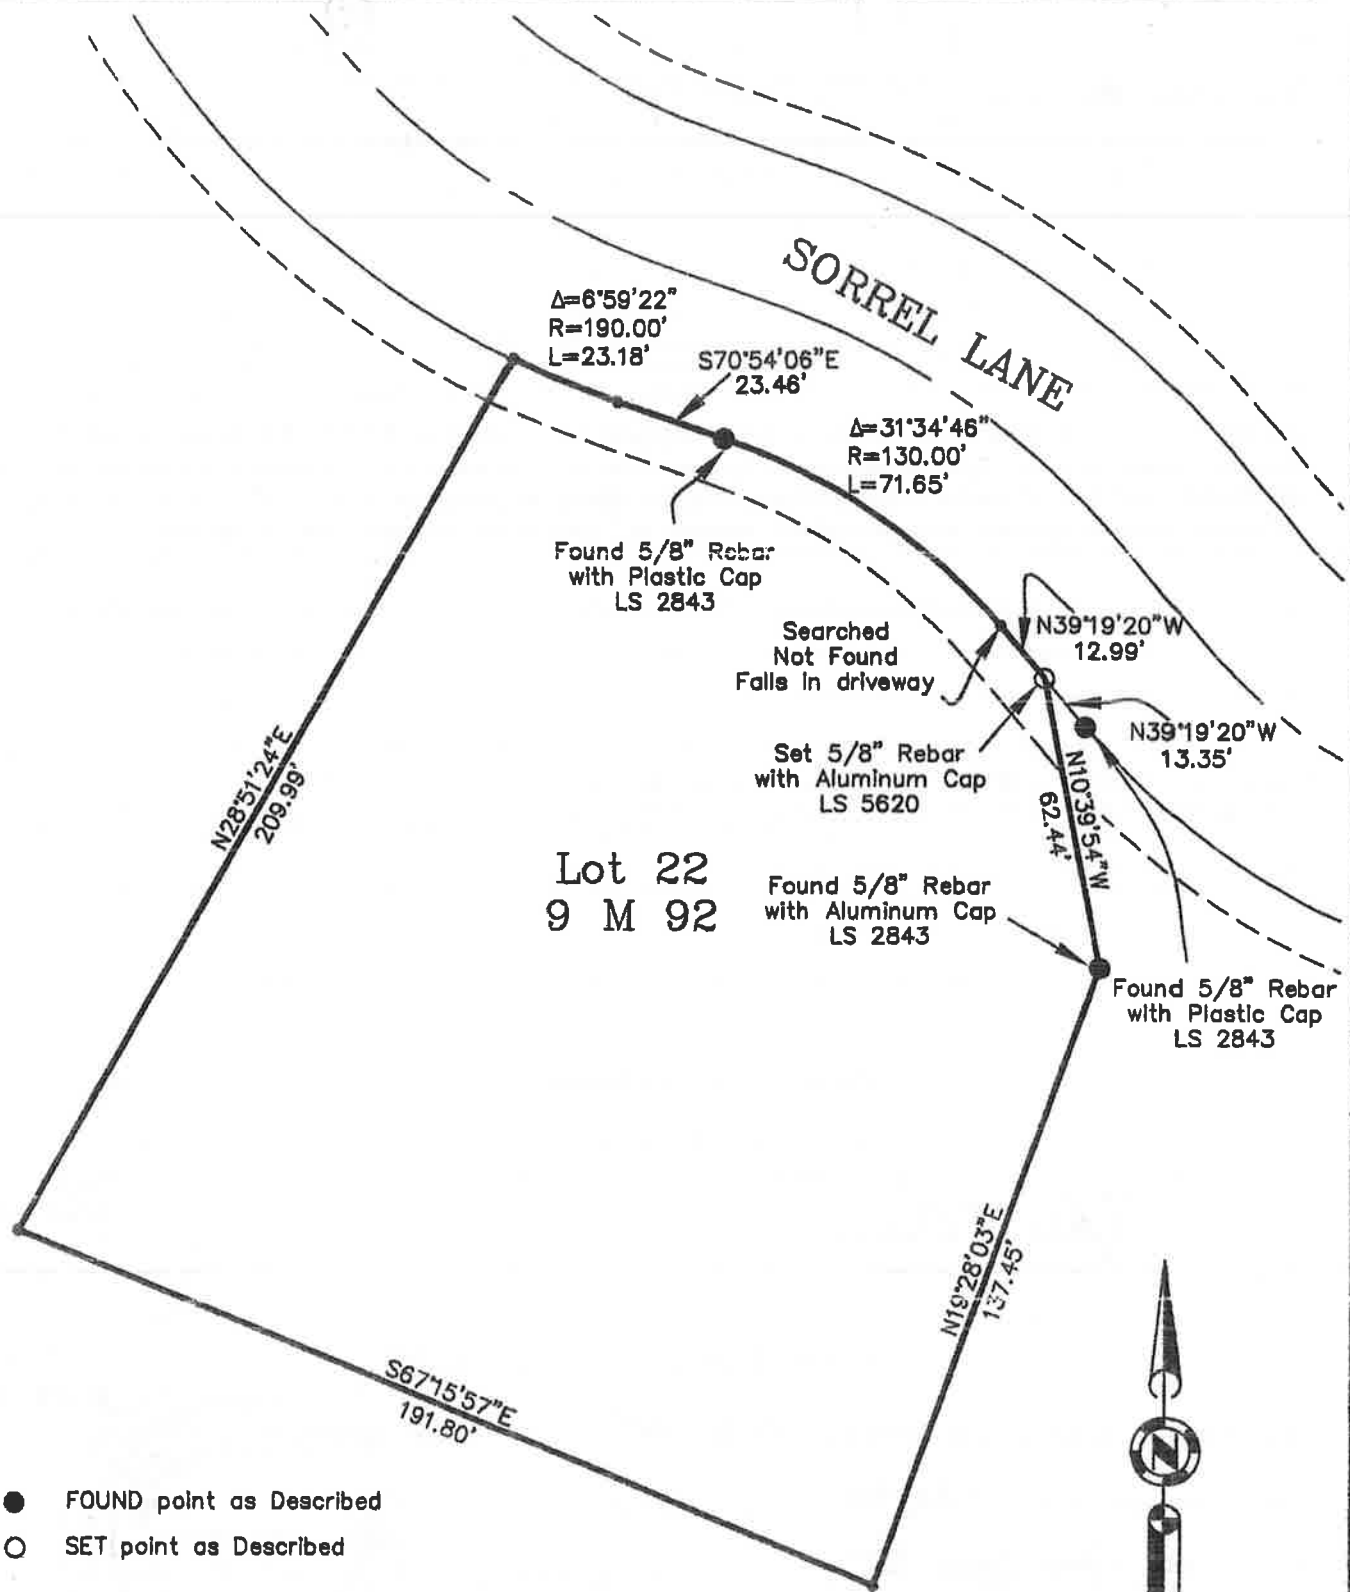 SORREL LANE
Δ=6°59'22"
R=190.00'
L=23.18'
S70°54'06"E
23.46'
Δ=31°34'46"
R=130.00'
L=71.65'
Found 5/8" Rebar
with Plastic Cap
LS 2843
Searched
Not Found
Falls in driveway
N39°19'20"W
12.99'
Set 5/8" Rebar
with Aluminum Cap
LS 5620
N39°19'20"W
13.35'
N28°51'24"E
209.99'
N10°39'54"W
62.44'
Lot 22
9 M 92
Found 5/8" Rebar
with Aluminum Cap
LS 2843
Found 5/8" Rebar
with Plastic Cap
LS 2843
N19°28'03"E
137.45'
S67°15'57"E
191.80'
N
FOUND point as Described
SET point as Described